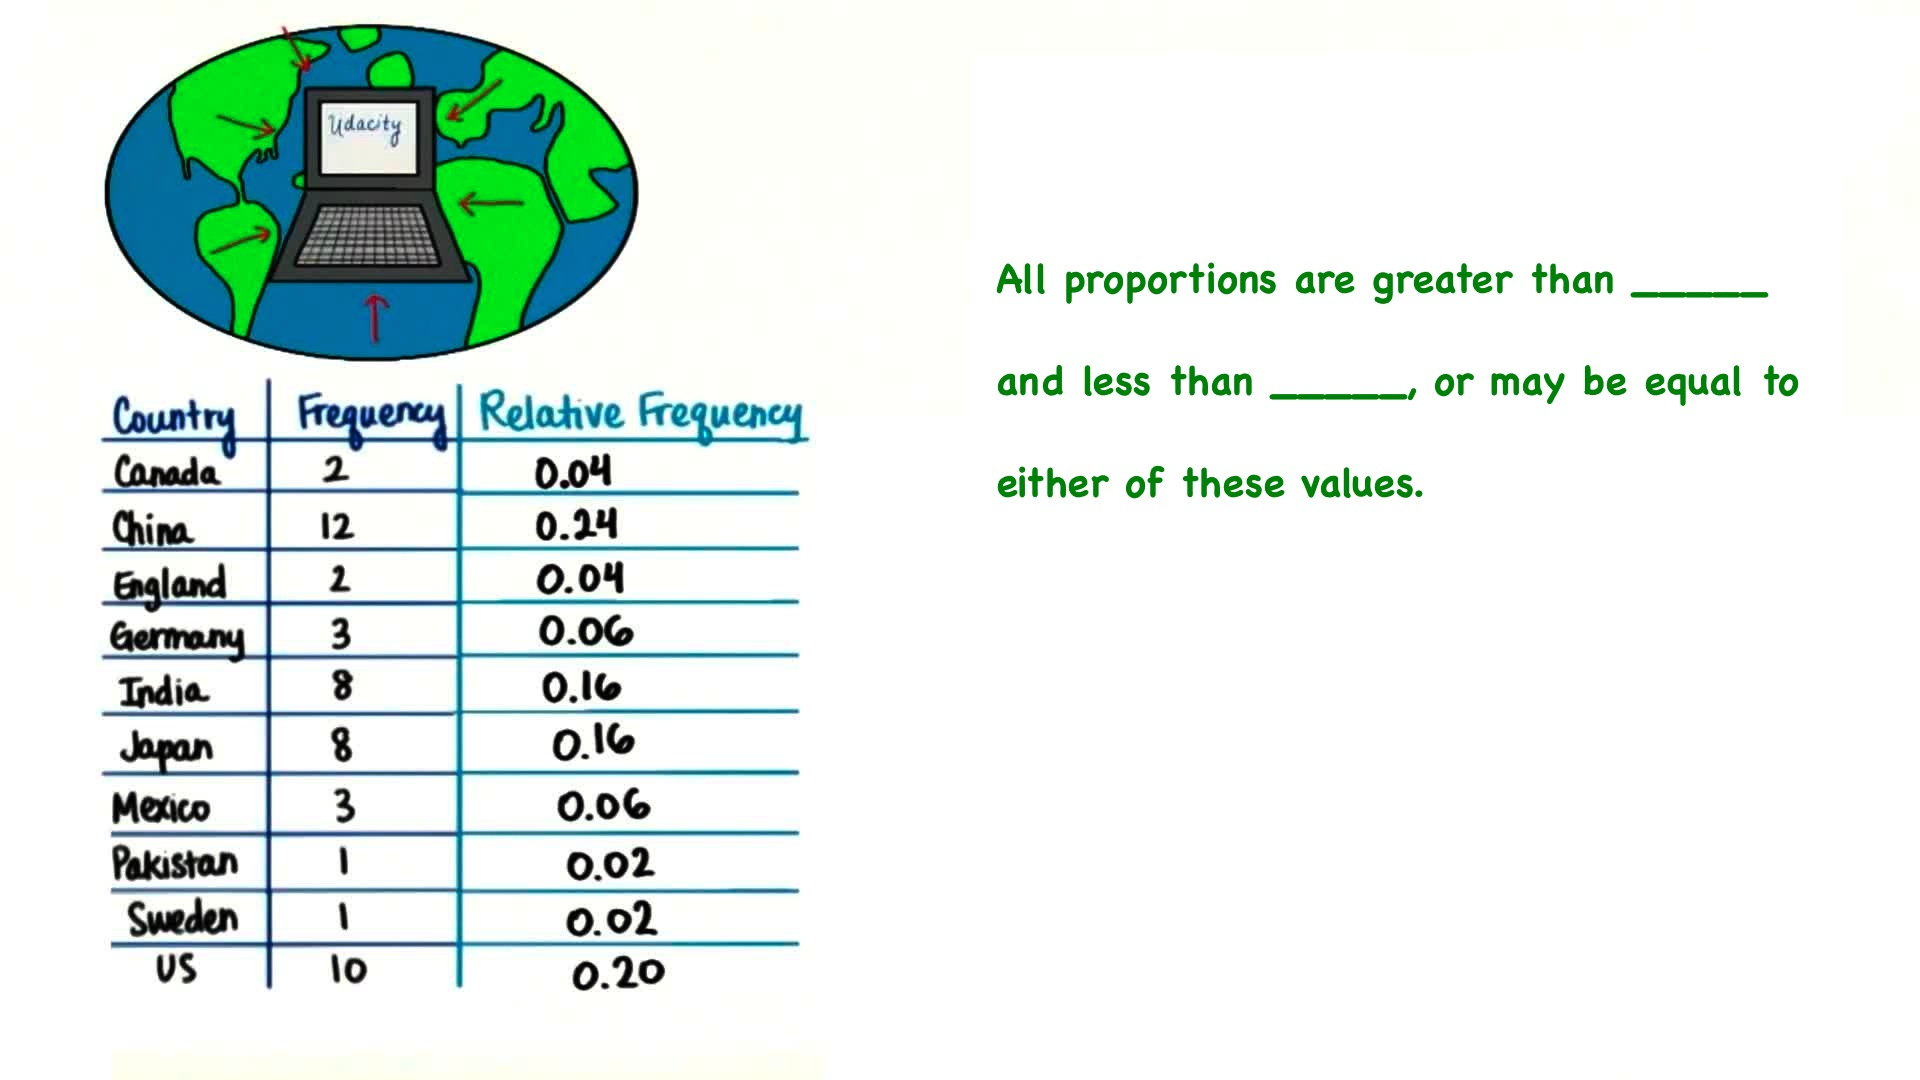 Udacity
All proportions are greater than _____
and less than _____, or may be equal to
either of these values.
Country Frequency Relative Frequency
Canada 2 0.04
China 12 0.24
England 2 0.04
Germany 3 0.06
India 8 0.16
Japan 8 0.16
Mexico 3 0.06
Pakistan 1 0.02
Sweden 1 0.02
US 10 0.20